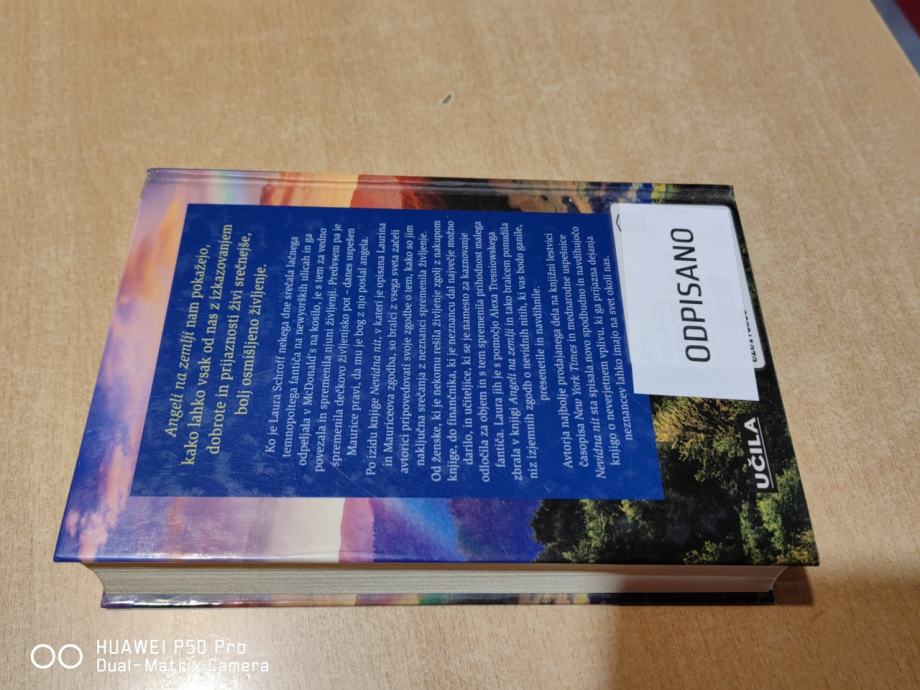 Angeli na zemlji nam pokažejo,
kako lahko vsak od nas z izkazovanjem
dobrote in prijaznosti živi srečnejše,
bolj osmišljeno življenje.
Ko je Laura Schroff nekega dne srečala lačnega
temnopoltega fantiča na newyorških ulicah in ga
odpeljala v McDonald's na kosilo, je s tem za vedno
povezala in spremenila njuni življenji. Predvsem pa je
spremenila dečkovo življenjsko pot – danes uspešen
Maurice pravi, da mu je bog z njo poslal angela.
Po izidu knjige Nevidna nit, v kateri je opisana Laurina
in Mauriceova zgodba, so bralci z vsega sveta začeli
avtorici pripovedovati svoje zgodbe o tem, kako so jim
naključna srečanja z neznanci spremenila življenje.
Od ženske, ki je nekomu rešila življenje zgolj z nakupom
knjige, do finančnika, ki je neznancu dal največje možno
darilo, in učiteljice, ki se je namesto za kaznovanje
odločila za objem in s tem spremenila prihodnost malega
fantiča. Laura jih je s pomočjo Alexa Tresniowskega
zbrala v knjigi Angeli na zemlji in tako bralcem ponudila
niz izjemnih zgodb o nevidnih nitih, ki vas bodo ganile,
presenetile in navdihnile.
Avtorja najbolje prodajanega dela na knjižni lestvici
časopisa New York Times in mednarodne uspešnice
Nevidna nit sta spisala novo spodbudno in navdihujočo
knjigo o neverjetnem vplivu, ki ga prijazna dejanja
neznancev lahko imajo na svet okoli nas.
ODPISANO
UČILA
HUAWEI P50 Pro
Dual-Matrix Camera